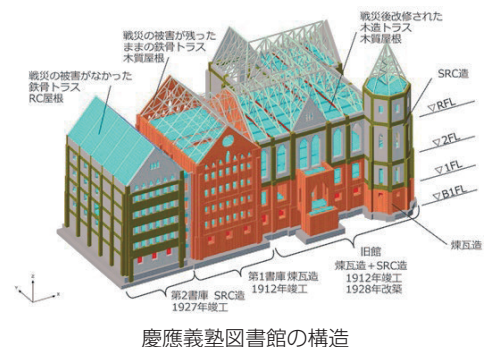 戦災の被害が残った
ままの鉄骨トラス
木質屋根
戦災後改修された
木造トラス
木質屋根
戦災の被害がなかった
鉄骨トラス
RC屋根
SRC造
▽RFL
▽2FL
▽1FL
▽B1FL
煉瓦造
旧館
煉瓦造+SRC造
1912年竣工
1928年改築
第1書庫 煉瓦造
1912年竣工
第2書庫 SRC造
1927年竣工
Z
Y
X
慶應義塾図書館の構造